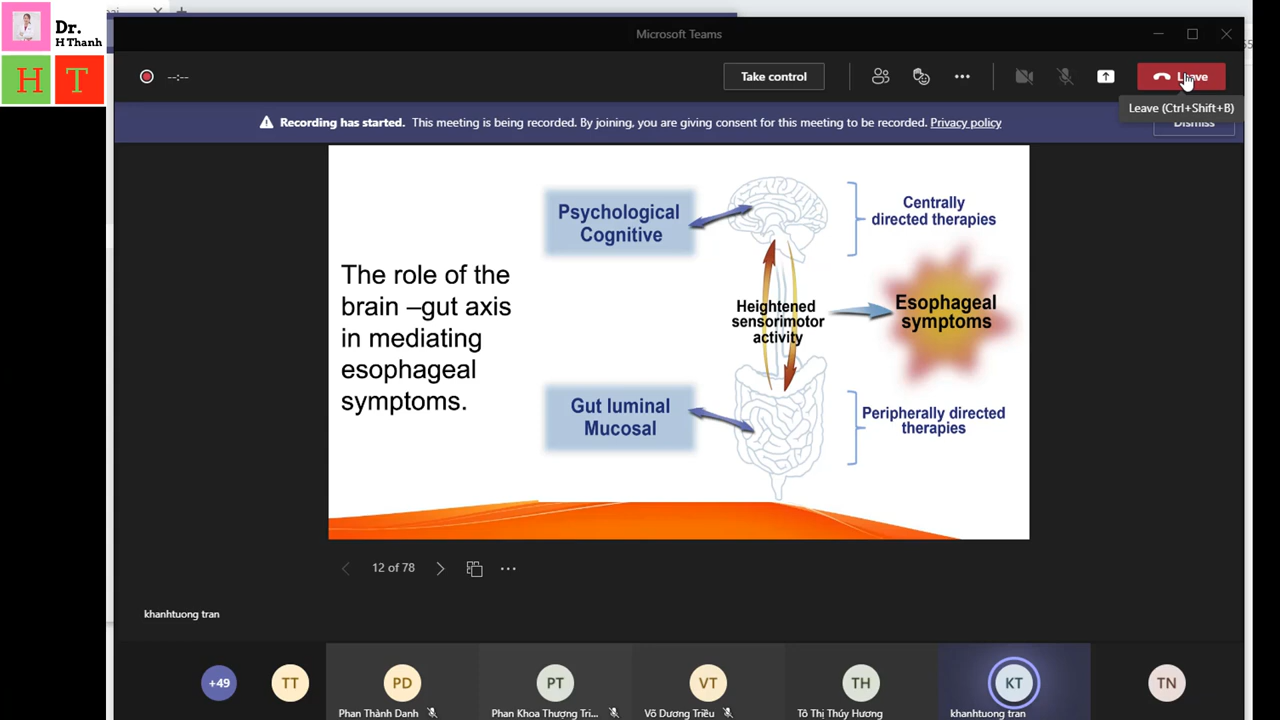 Dr.
H Thanh
H T
Microsoft Teams
--:--
Take control
Leave
Leave (Ctrl+Shift+B)
Recording has started. This meeting is being recorded. By joining, you are giving consent for this meeting to be recorded. Privacy policy
Dismiss
The role of the
brain –gut axis
in mediating
esophageal
symptoms.
Psychological
Cognitive
Centrally
directed therapies
Heightened
sensorimotor
activity
Esophageal
symptoms
Gut luminal
Mucosal
Peripherally directed
therapies
12 of 78
khanhtuong tran
+49
TT
PD
PT
VT
TH
KT
TN
Phan Thành Danh
Phan Khoa Thượng Tri...
Võ Dương Triều
Tô Thị Thúy Hương
khanhtuong tran